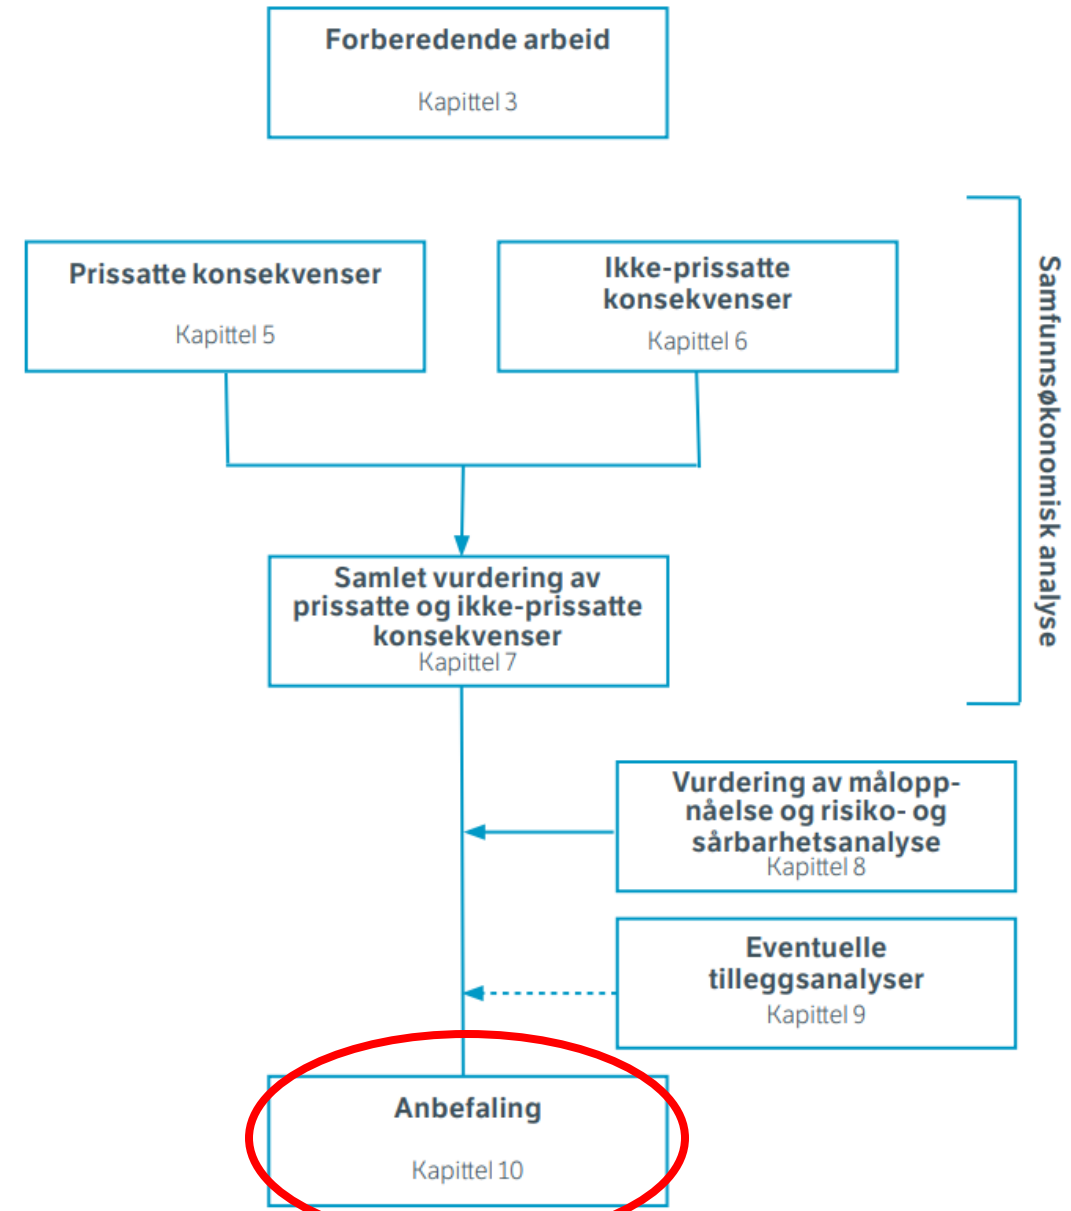 Forberedende arbeid
Kapittel 3
Prissatte konsekvenser
Kapittel 5
Ikke-prissatte
konsekvenser
Kapittel 6
Samfunnsøkonomisk analyse
Samlet vurdering av
prissatte og ikke-prissatte
konsekvenser
Kapittel 7
Vurdering av målopp-
nåelse og risiko- og
sårbarhetsanalyse
Kapittel 8
Eventuelle
tilleggsanalyser
Kapittel 9
Anbefaling
Kapittel 10